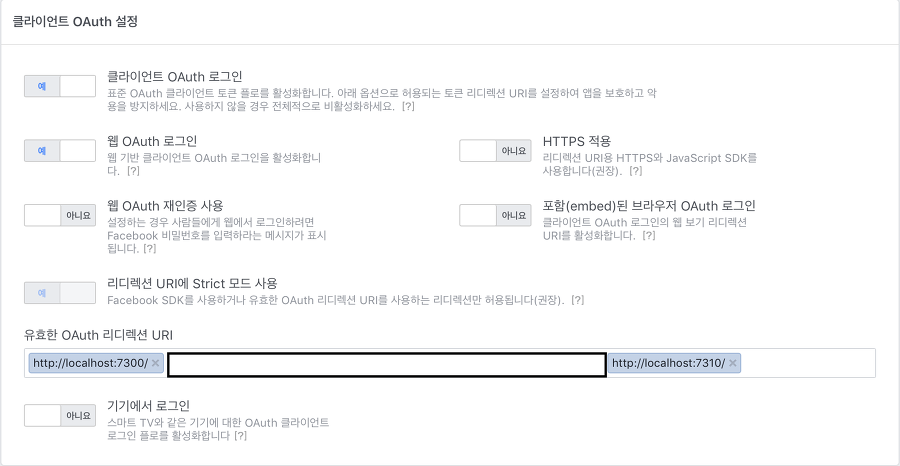 클라이언트 OAuth 설정
예
클라이언트 OAuth 로그인
표준 OAuth 클라이언트 토큰 플로를 활성화합니다. 아래 옵션으로 허용되는 토큰 리디렉션 URI를 설정하여 앱을 보호하고 악
용을 방지하세요. 사용하지 않을 경우 전체적으로 비활성화하세요. [?]
예
웹 OAuth 로그인
웹 기반 클라이언트 OAuth 로그인을 활성화합니
다. [?]
아니요
HTTPS 적용
리디렉션 URI용 HTTPS와 JavaScript SDK를
사용합니다(권장). [?]
아니요
웹 OAuth 재인증 사용
설정하는 경우 사람들에게 웹에서 로그인하려면
Facebook 비밀번호를 입력하라는 메시지가 표시
됩니다. [?]
아니요
포함(embed)된 브라우저 OAuth 로그인
클라이언트 OAuth 로그인의 웹 보기 리디렉션
URI를 활성화합니다. [?]
예
리디렉션 URI에 Strict 모드 사용
Facebook SDK를 사용하거나 유효한 OAuth 리디렉션 URI를 사용하는 리디렉션만 허용됩니다(권장). [?]
유효한 OAuth 리디렉션 URI
http://localhost:7300/ × http://localhost:7310/ ×
아니요
기기에서 로그인
스마트 TV와 같은 기기에 대한 OAuth 클라이언트
로그인 플로를 활성화합니다 [?]